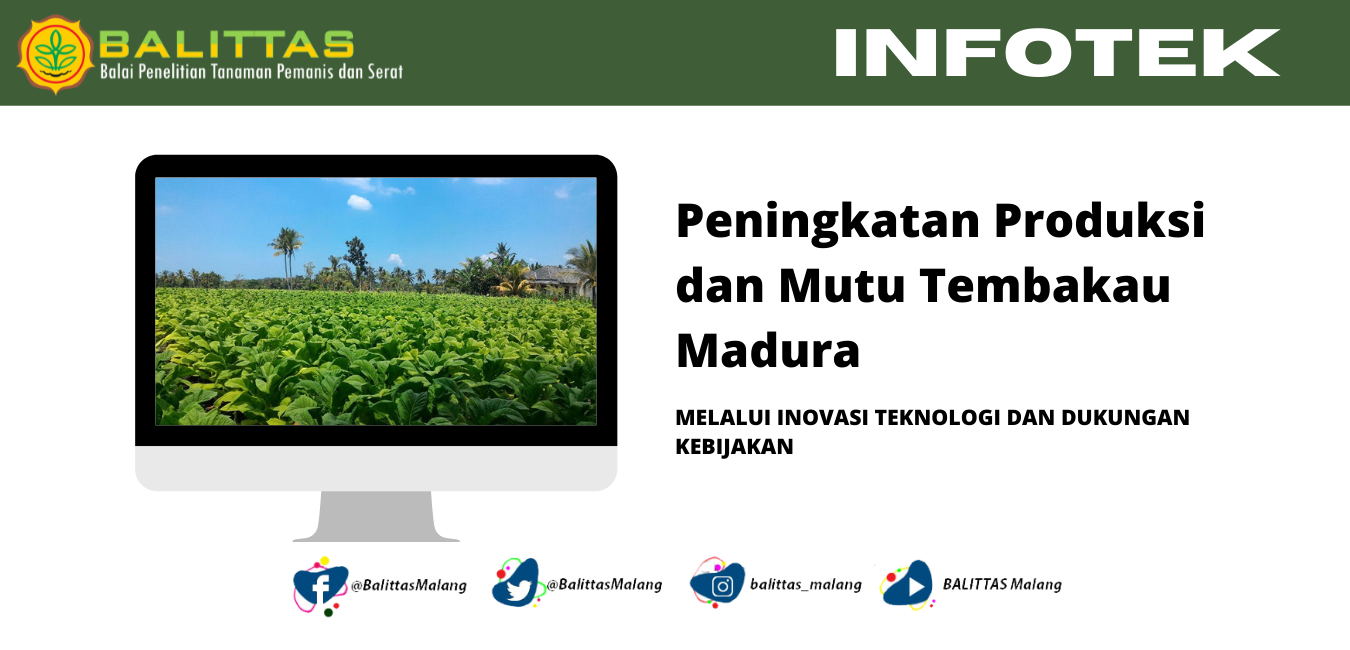 BALITTAS
Balai Penelitian Tanaman Pemanis dan Serat
INFOTEK
Peningkatan Produksi
dan Mutu Tembakau
Madura
MELALUI INOVASI TEKNOLOGI DAN DUKUNGAN
KEBIJAKAN
@BalittasMalang
@BalittasMalang
balittas_malang
BALITTAS Malang